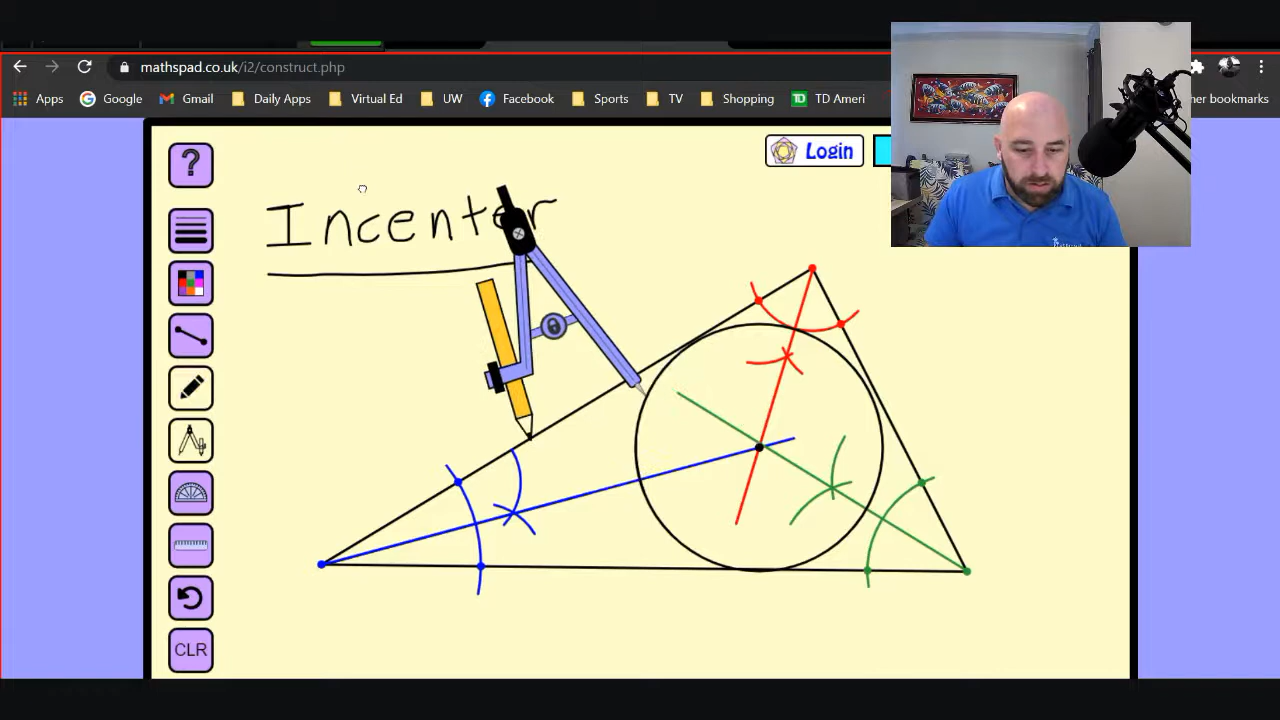 mathspad.co.uk/i2/construct.php
Apps Google Gmail Daily Apps Virtual Ed UW Facebook Sports TV Shopping TD Ameri her bookmarks
? Login
Incenter
CLR